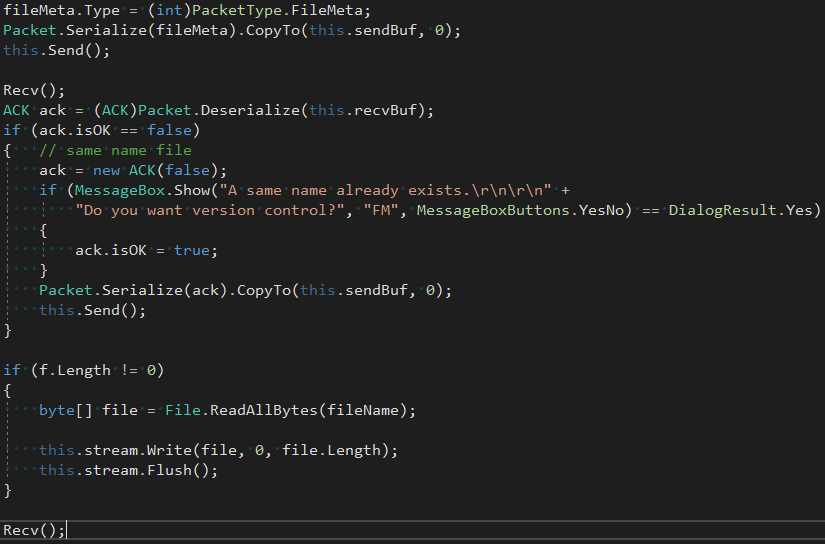 fileMeta.Type = (int)PacketType.FileMeta;
Packet.Serialize(fileMeta).CopyTo(this.sendBuf, 0);
this.Send();
Recv();
ACK ack = (ACK)Packet.Deserialize(this.recvBuf);
if (ack.isOK == false)
{   // same name file
    ack = new ACK(false);
    if (MessageBox.Show("A same name already exists.\r\n\r\n" +
        "Do you want version control?", "FM", MessageBoxButtons.YesNo) == DialogResult.Yes)
    {
        ack.isOK = true;
    }
    Packet.Serialize(ack).CopyTo(this.sendBuf, 0);
    this.Send();
}
if (f.Length != 0)
{
    byte[] file = File.ReadAllBytes(fileName);
    this.stream.Write(file, 0, file.Length);
    this.stream.Flush();
}
Recv();